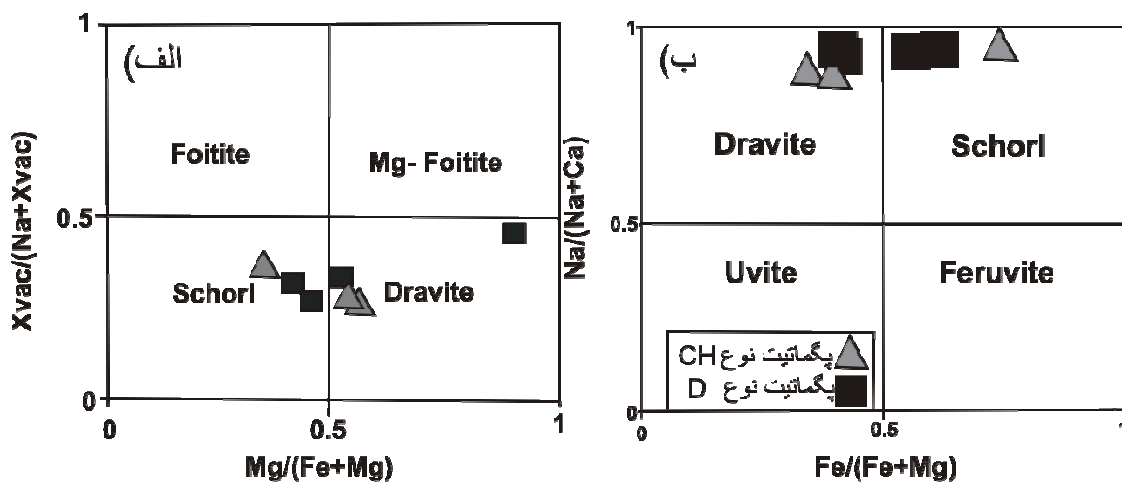 الف)
1
Foitite
Mg- Foitite
0.5
Schorl
Dravite
0
0
0.5
1
Xvac/(Na+Xvac)
Mg/(Fe+Mg)
ب)
1
Dravite
Schorl
0.5
Uvite
Feruvite
پگماتیت نوع CH
پگماتیت نوع D
0
0
0.5
1
Na/(Na+Ca)
Fe/(Fe+Mg)